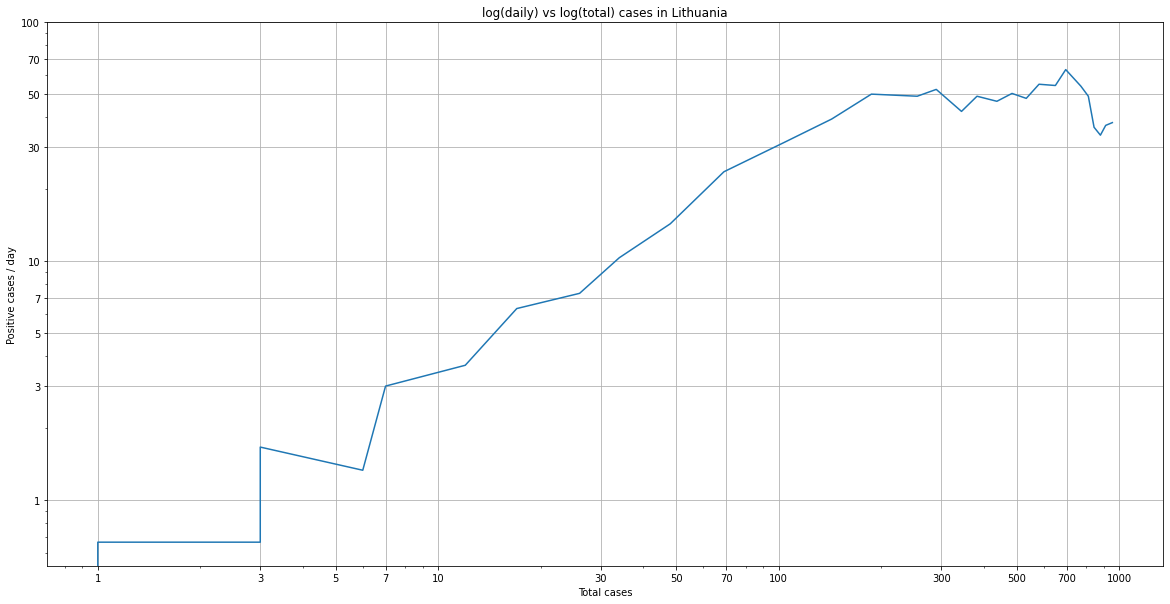 log(daily) vs log(total) cases in Lithuania
100
70
50
30
10
7
5
3
1
Positive cases / day
1 3 5 7 10 30 50 70 100 300 500 700 1000
Total cases